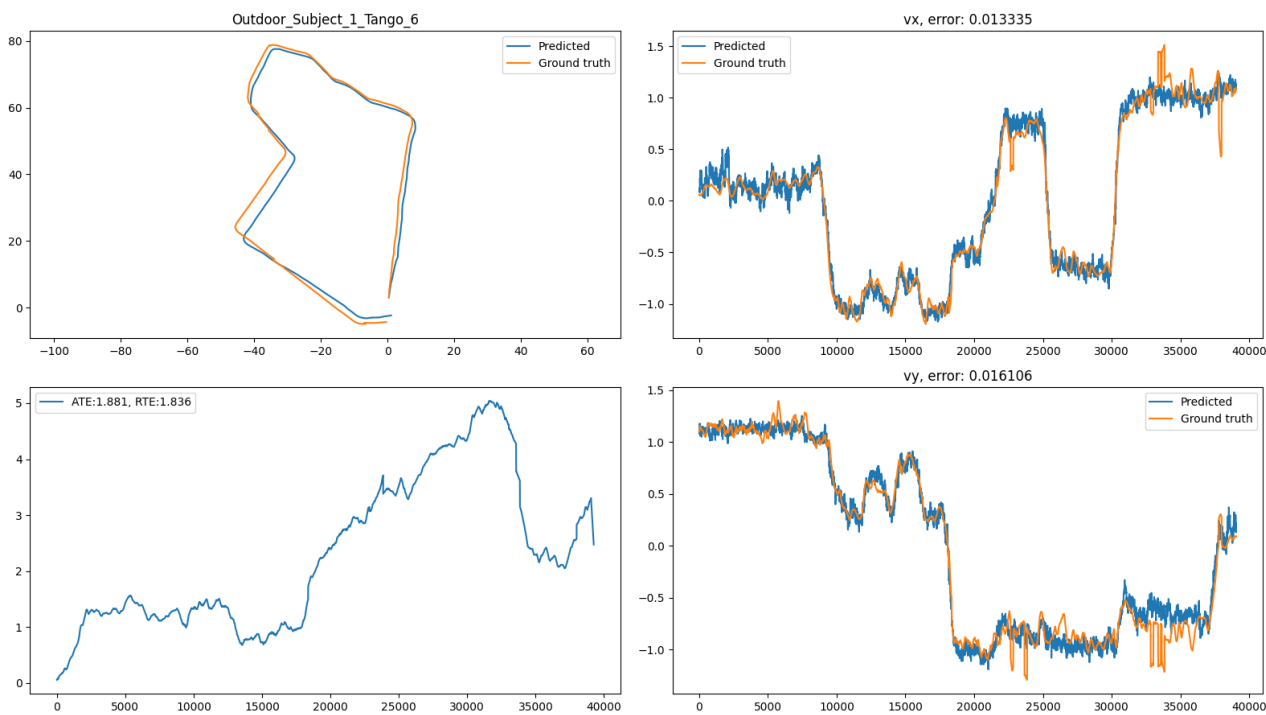 Outdoor_Subject_1_Tango_6
80
60
40
20
0
−100 −80 −60 −40 −20 0 20 40 60
Predicted
Ground truth
vx, error: 0.013335
1.5
1.0
0.5
0.0
−0.5
−1.0
0 5000 10000 15000 20000 25000 30000 35000 40000
Predicted
Ground truth
ATE:1.881, RTE:1.836
5
4
3
2
1
0
0 5000 10000 15000 20000 25000 30000 35000 40000
vy, error: 0.016106
1.5
1.0
0.5
0.0
−0.5
−1.0
0 5000 10000 15000 20000 25000 30000 35000 40000
Predicted
Ground truth